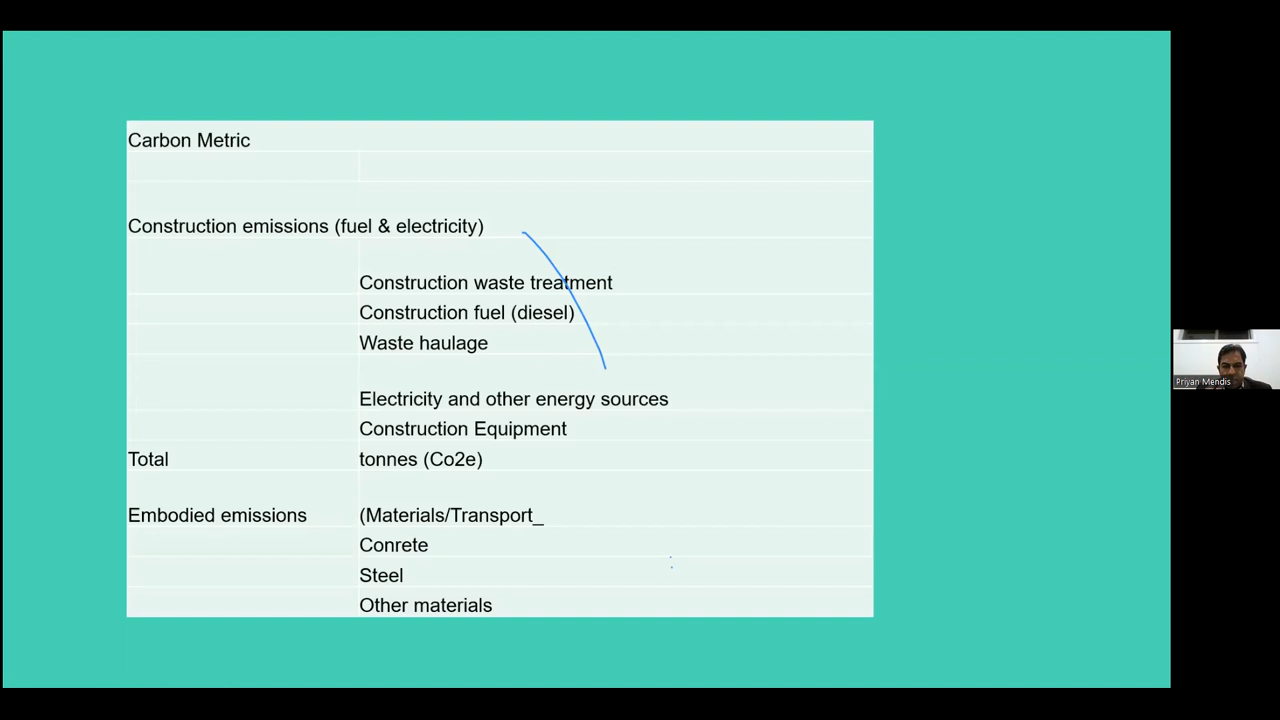 Carbon Metric
Construction emissions (fuel & electricity)
Construction waste treatment
Construction fuel (diesel)
Waste haulage
Electricity and other energy sources
Construction Equipment
Total tonnes (Co2e)
Embodied emissions (Materials/Transport_
Conrete
Steel
Other materials
Priyan Mendis